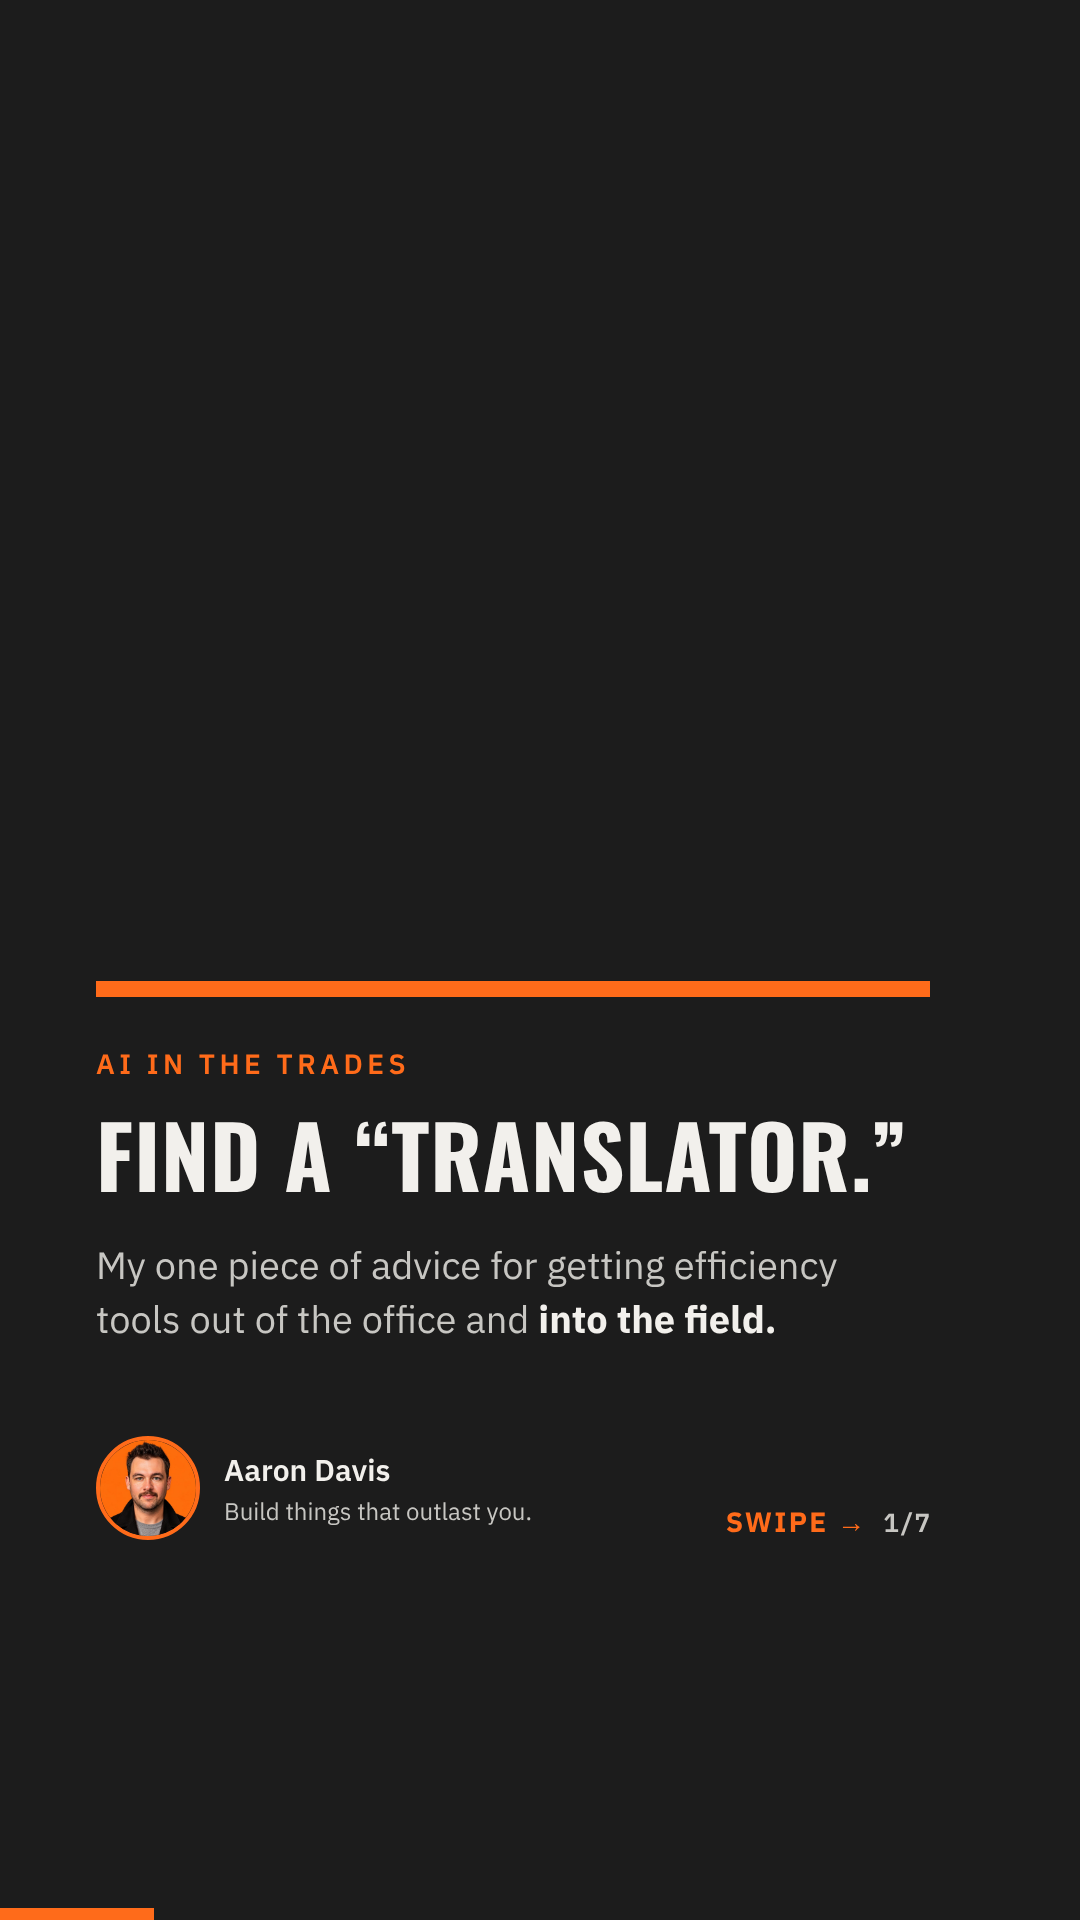 AI IN THE TRADES
FIND A “TRANSLATOR.”
My one piece of advice for getting efficiency
tools out of the office and into the field.
Aaron Davis
Build things that outlast you.
SWIPE → 1/7